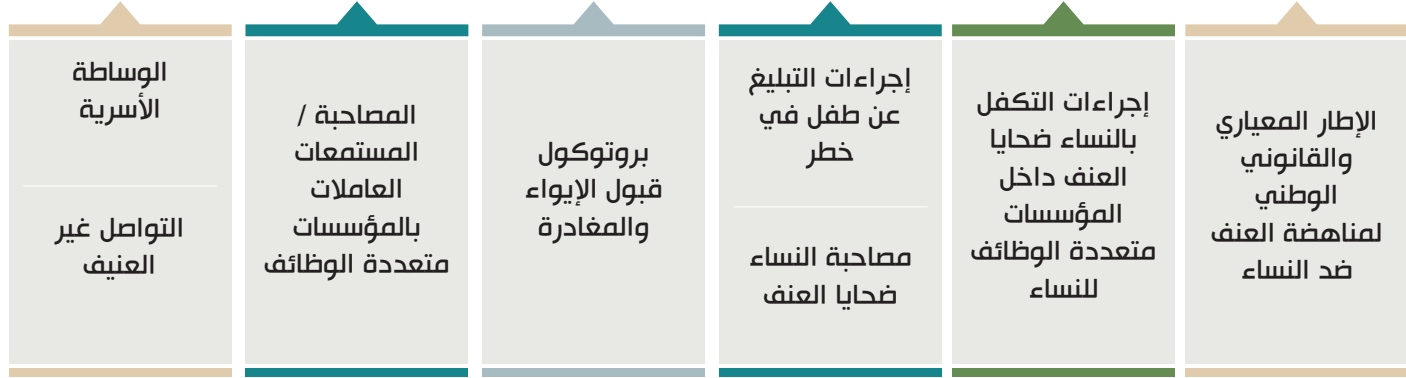 الإطار المعياري
والقانوني
الوطني
لمناهضة العنف
ضد النساء
إجراءات التكفل
بالنساء ضحايا
العنف داخل
المؤسسات
متعددة الوظائف
للنساء
إجراءات التبليغ
عن طفل في
خطر
مصاحبة النساء
ضحايا العنف
بروتوكول
قبول الإيواء
والمغادرة
المصاحبة /
المستمعات
العاملات
بالمؤسسات
متعددة الوظائف
الوساطة
الأسرية
التواصل غير
العنيف